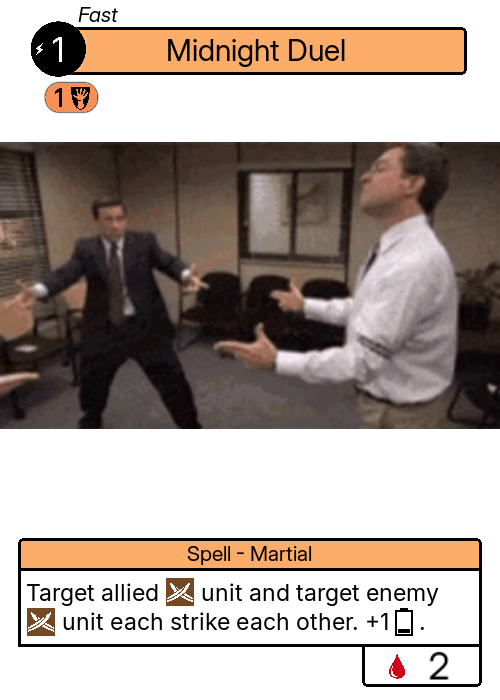 Fast
1
Midnight Duel
1
Spell - Martial
Target allied unit and target enemy
unit each strike each other. +1 .
2